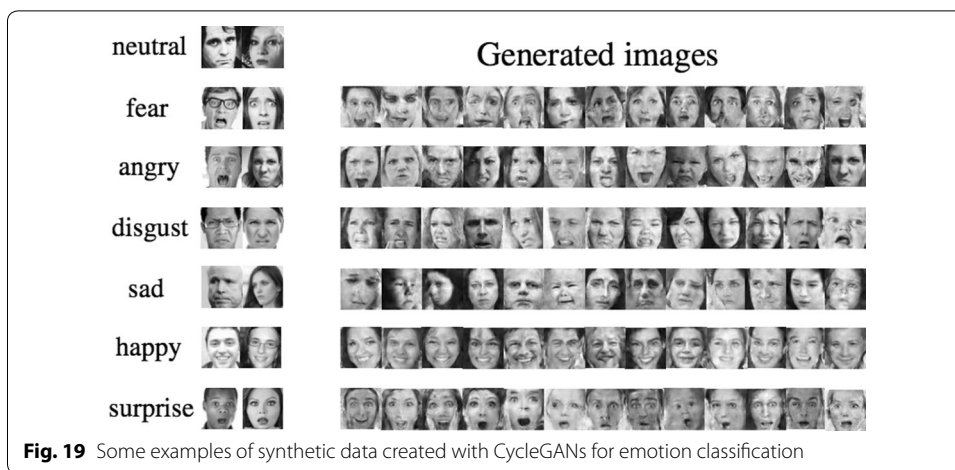 neutral
Generated images
fear
angry
disgust
sad
happy
surprise
Fig. 19 Some examples of synthetic data created with CycleGANs for emotion classification